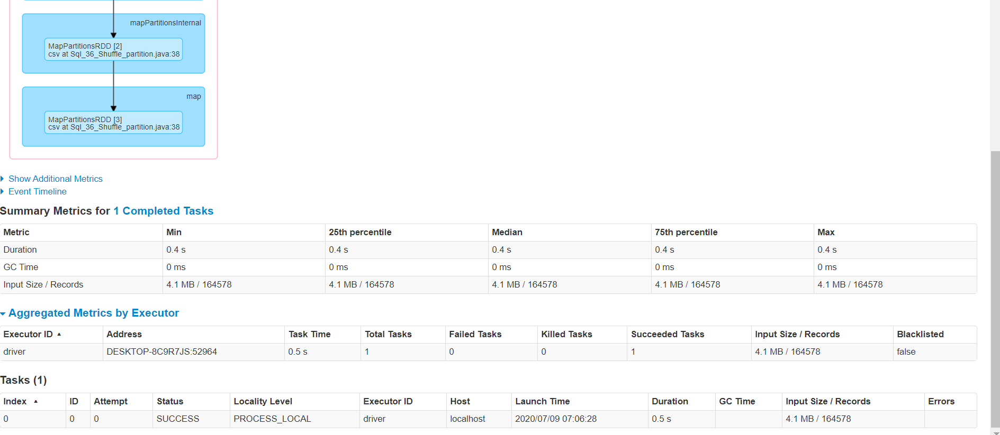 mapPartitionsInternal
MapPartitionsRDD [2]
csv at Sql_36_Shuffle_partition.java:38
map
MapPartitionsRDD [3]
csv at Sql_36_Shuffle_partition.java:38
Show Additional Metrics
Event Timeline
Summary Metrics for 1 Completed Tasks
Metric Min 25th percentile Median 75th percentile Max
Duration 0.4 s 0.4 s 0.4 s 0.4 s 0.4 s
GC Time 0 ms 0 ms 0 ms 0 ms 0 ms
Input Size / Records 4.1 MB / 164578 4.1 MB / 164578 4.1 MB / 164578 4.1 MB / 164578 4.1 MB / 164578
Aggregated Metrics by Executor
Executor ID Address Task Time Total Tasks Failed Tasks Killed Tasks Succeeded Tasks Input Size / Records Blacklisted
driver DESKTOP-8C9R7JS:52964 0.5 s 1 0 0 1 4.1 MB / 164578 false
Tasks (1)
Index ID Attempt Status Locality Level Executor ID Host Launch Time Duration GC Time Input Size / Records Errors
0 0 0 SUCCESS PROCESS_LOCAL driver localhost 2020/07/09 07:06:28 0.5 s 4.1 MB / 164578